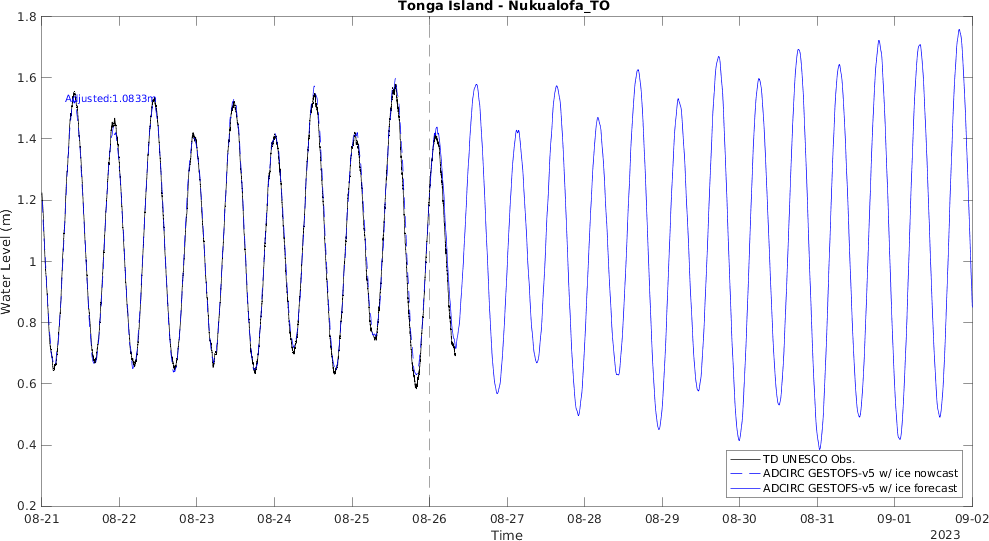 Tonga Island - Nukualofa_TO
1.8
1.6
1.4
1.2
1
0.8
0.6
0.4
0.2
Water Level (m)
Adjusted:1.0833m
TD UNESCO Obs.
ADCIRC GESTOFS-v5 w/ ice nowcast
ADCIRC GESTOFS-v5 w/ ice forecast
08-21 08-22 08-23 08-24 08-25 08-26 08-27 08-28 08-29 08-30 08-31 09-01 09-02
Time
2023